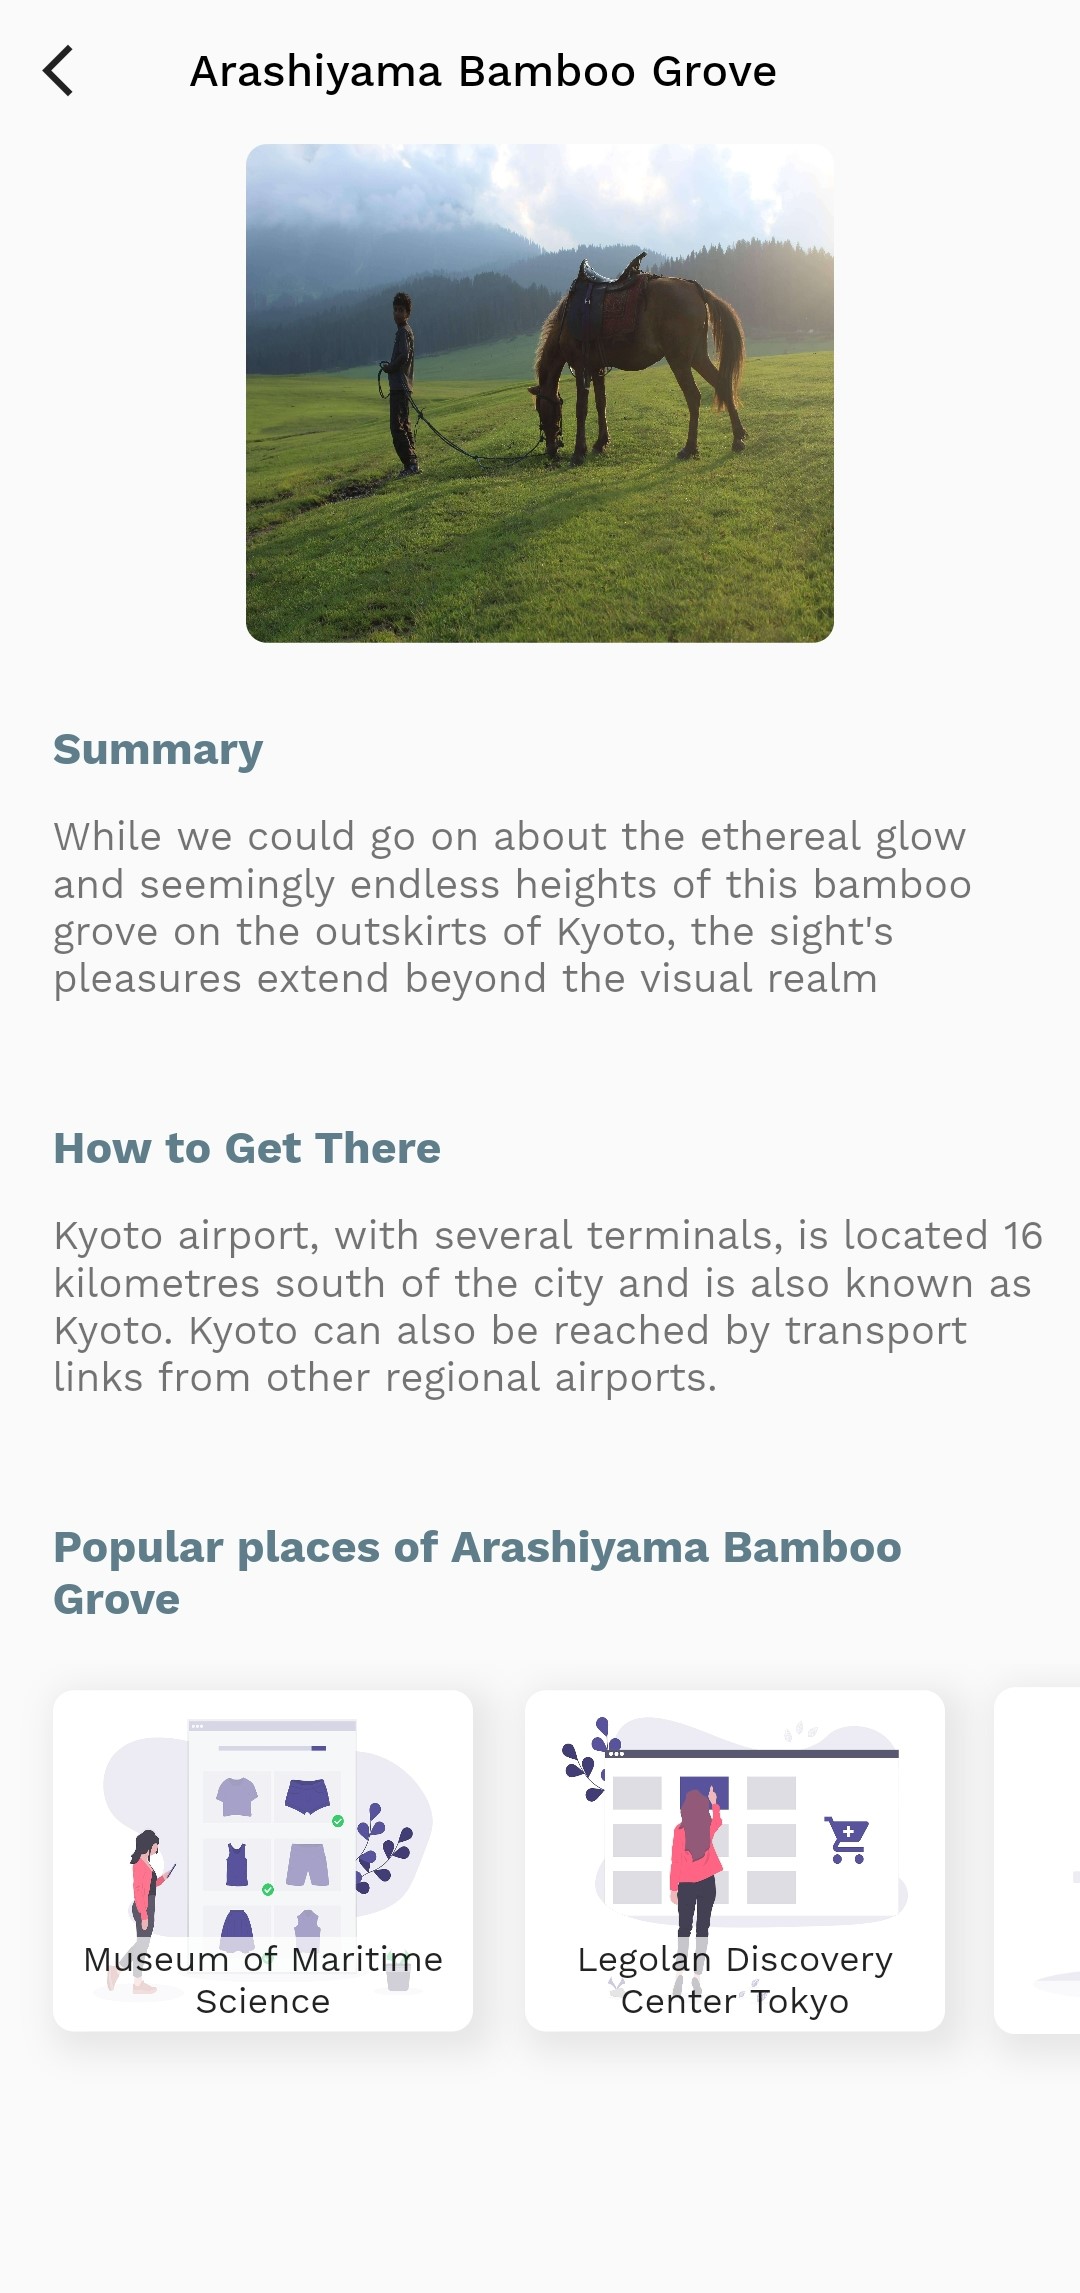 Arashiyama Bamboo Grove
Summary
While we could go on about the ethereal glow
and seemingly endless heights of this bamboo
grove on the outskirts of Kyoto, the sight's
pleasures extend beyond the visual realm
How to Get There
Kyoto airport, with several terminals, is located 16
kilometres south of the city and is also known as
Kyoto. Kyoto can also be reached by transport
links from other regional airports.
Popular places of Arashiyama Bamboo
Grove
Museum of Maritime
Science
Legolan Discovery
Center Tokyo